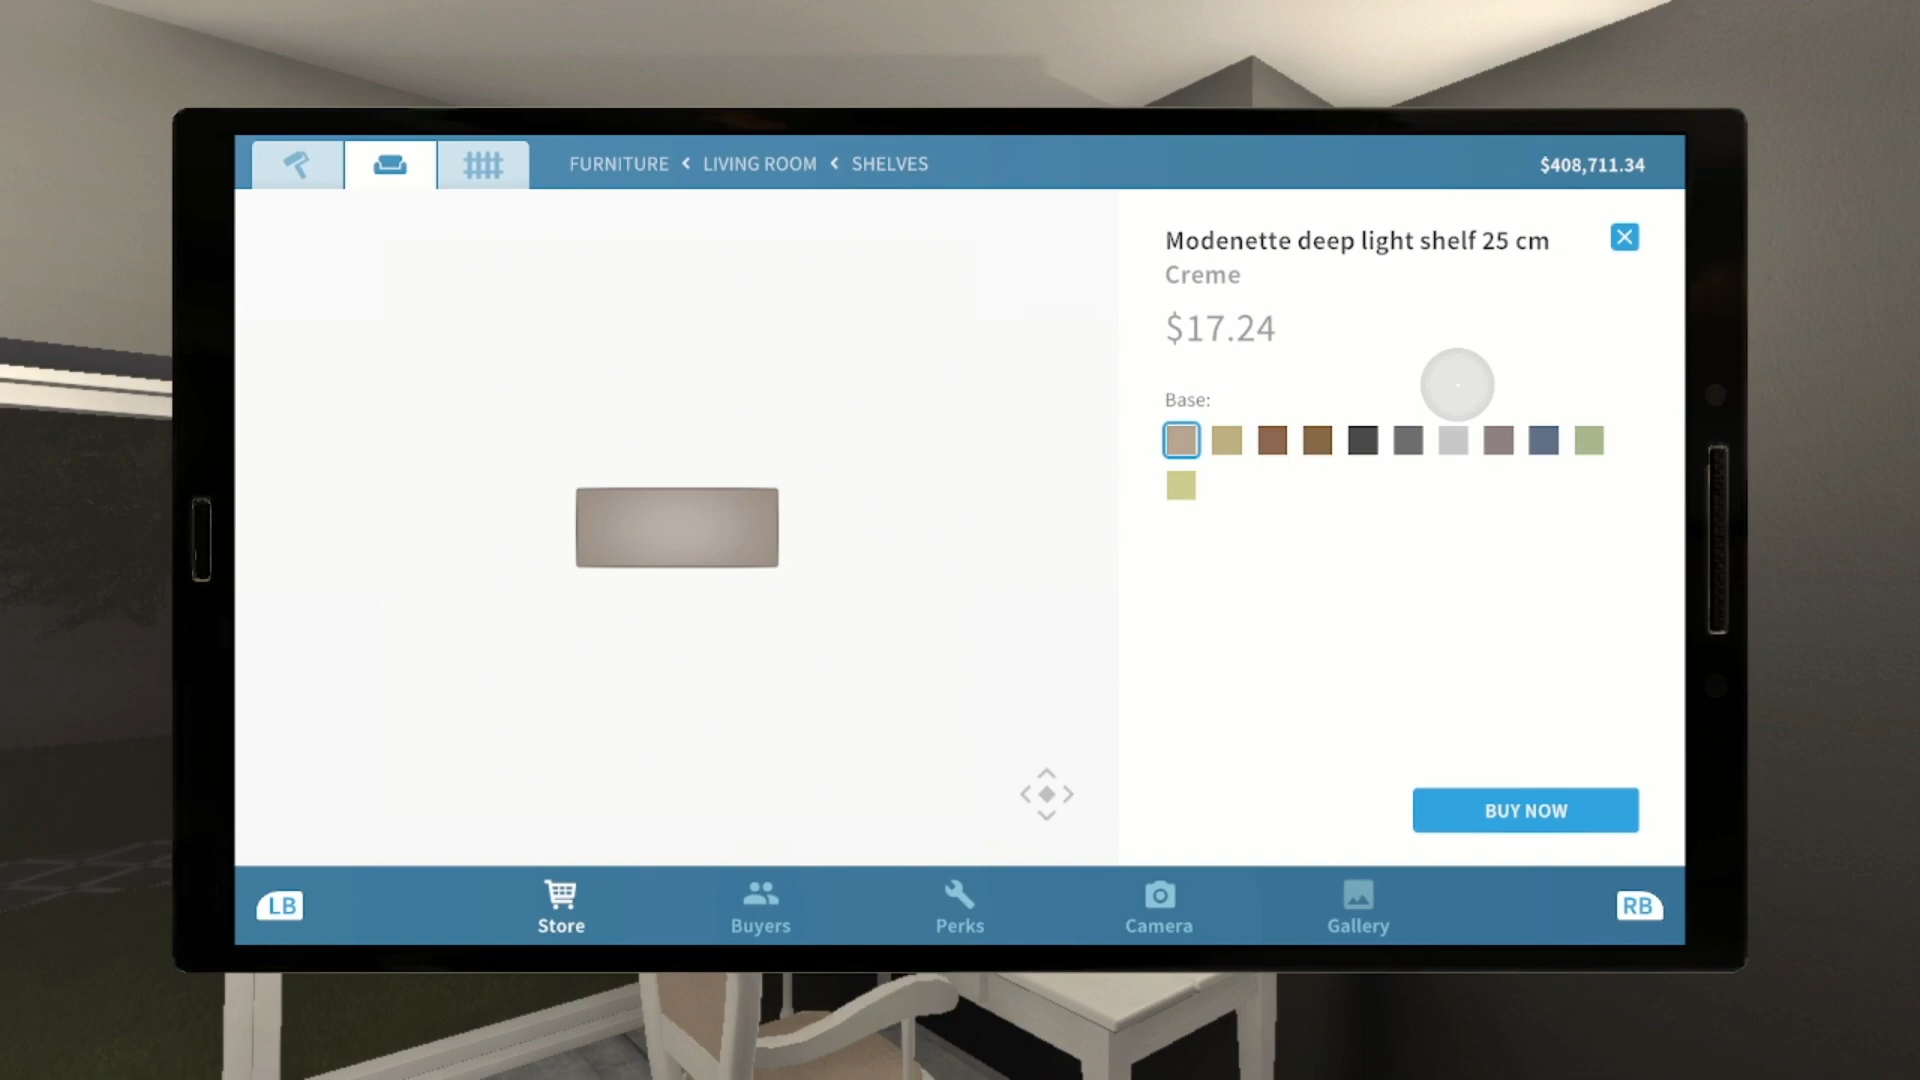 FURNITURE < LIVING ROOM < SHELVES
$408,711.34
Modenette deep light shelf 25 cm
Creme
$17.24
Base:
BUY NOW
LB
Store
Buyers
Perks
Camera
Gallery
RB